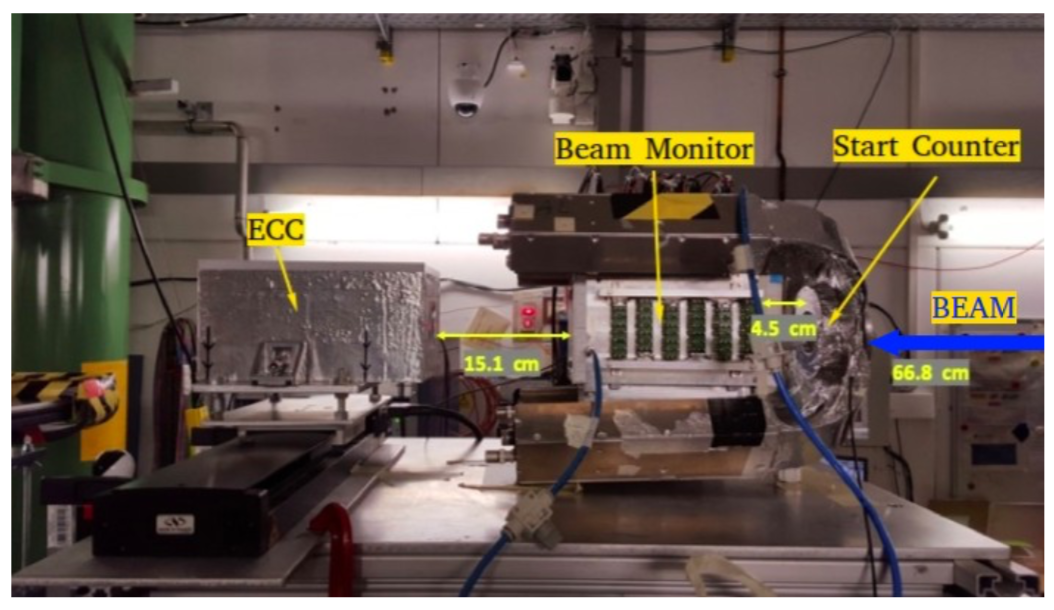 Beam Monitor
Start Counter
ECC
BEAM
4.5 cm
15.1 cm
66.8 cm